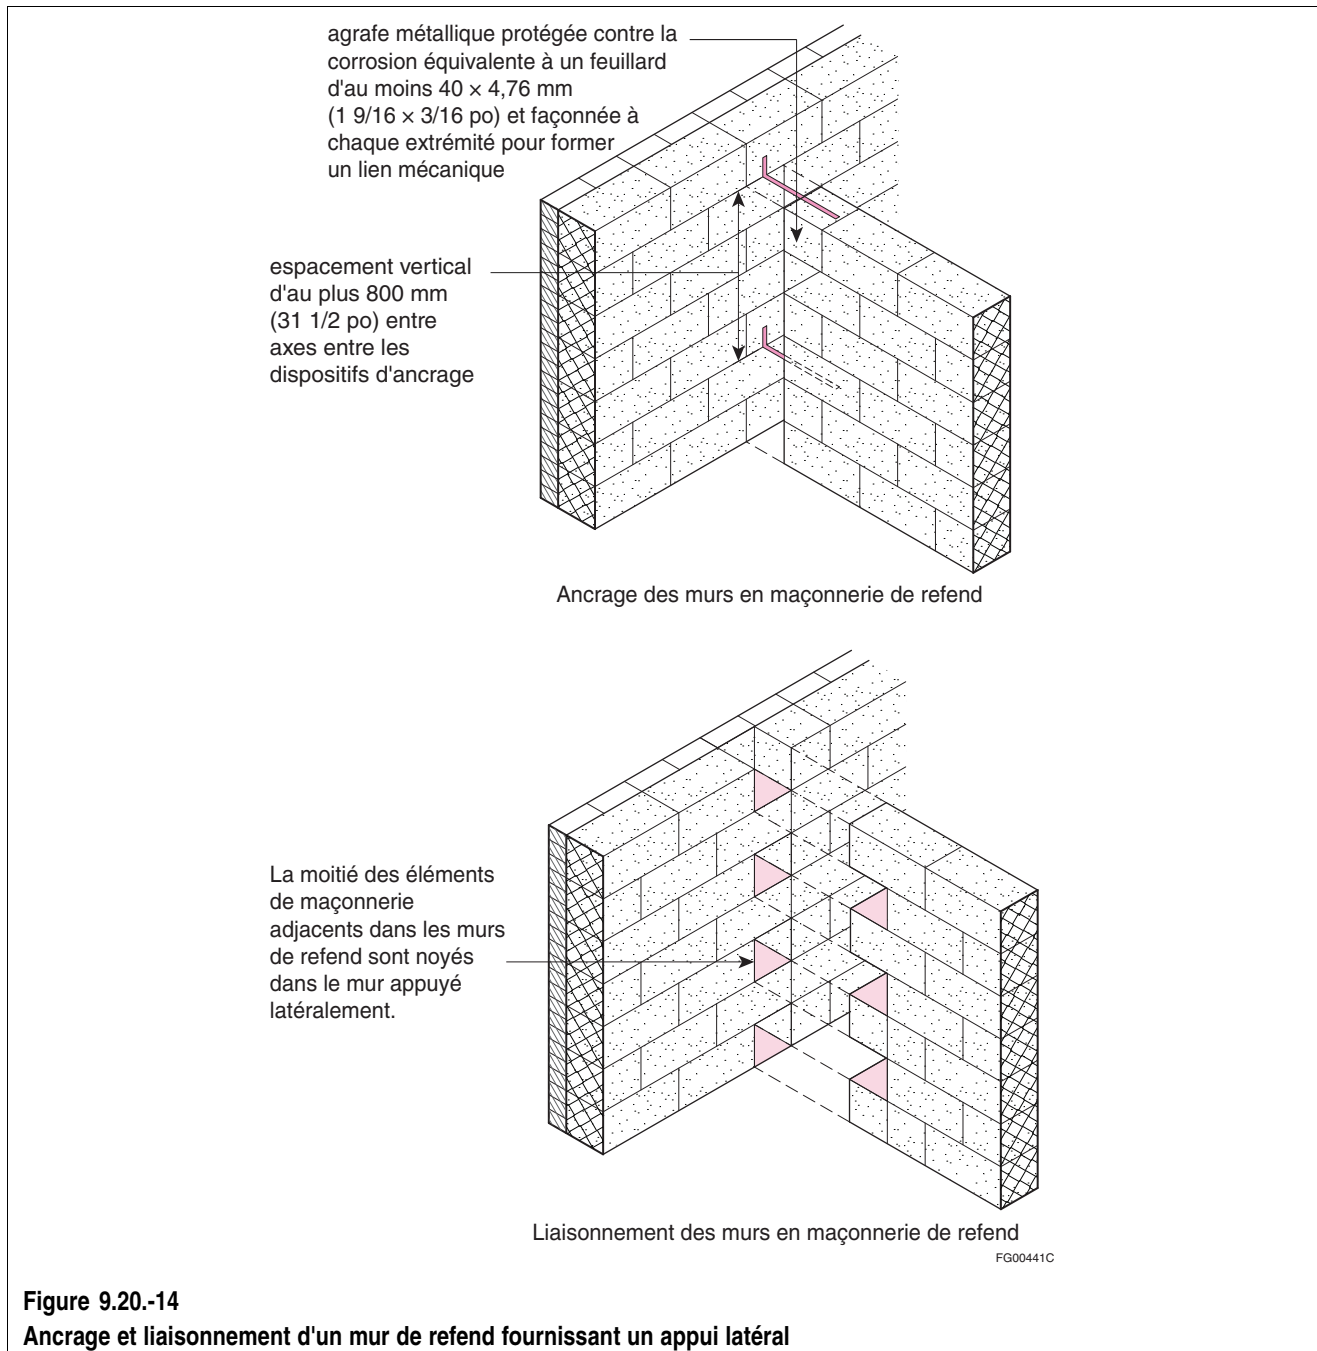 agrafe métallique protégée contre la
corrosion équivalente à un feuillard
d'au moins 40 × 4,76 mm
(1 9/16 × 3/16 po) et façonnée à
chaque extrémité pour former
un lien mécanique
espacement vertical
d'au plus 800 mm
(31 1/2 po) entre
axes entre les
dispositifs d'ancrage
Ancrage des murs en maçonnerie de refend
La moitié des éléments
de maçonnerie
adjacents dans les murs
de refend sont noyés
dans le mur appuyé
latéralement.
Liaisonnement des murs en maçonnerie de refend
FG00441C
Figure 9.20.-14
Ancrage et liaisonnement d'un mur de refend fournissant un appui latéral